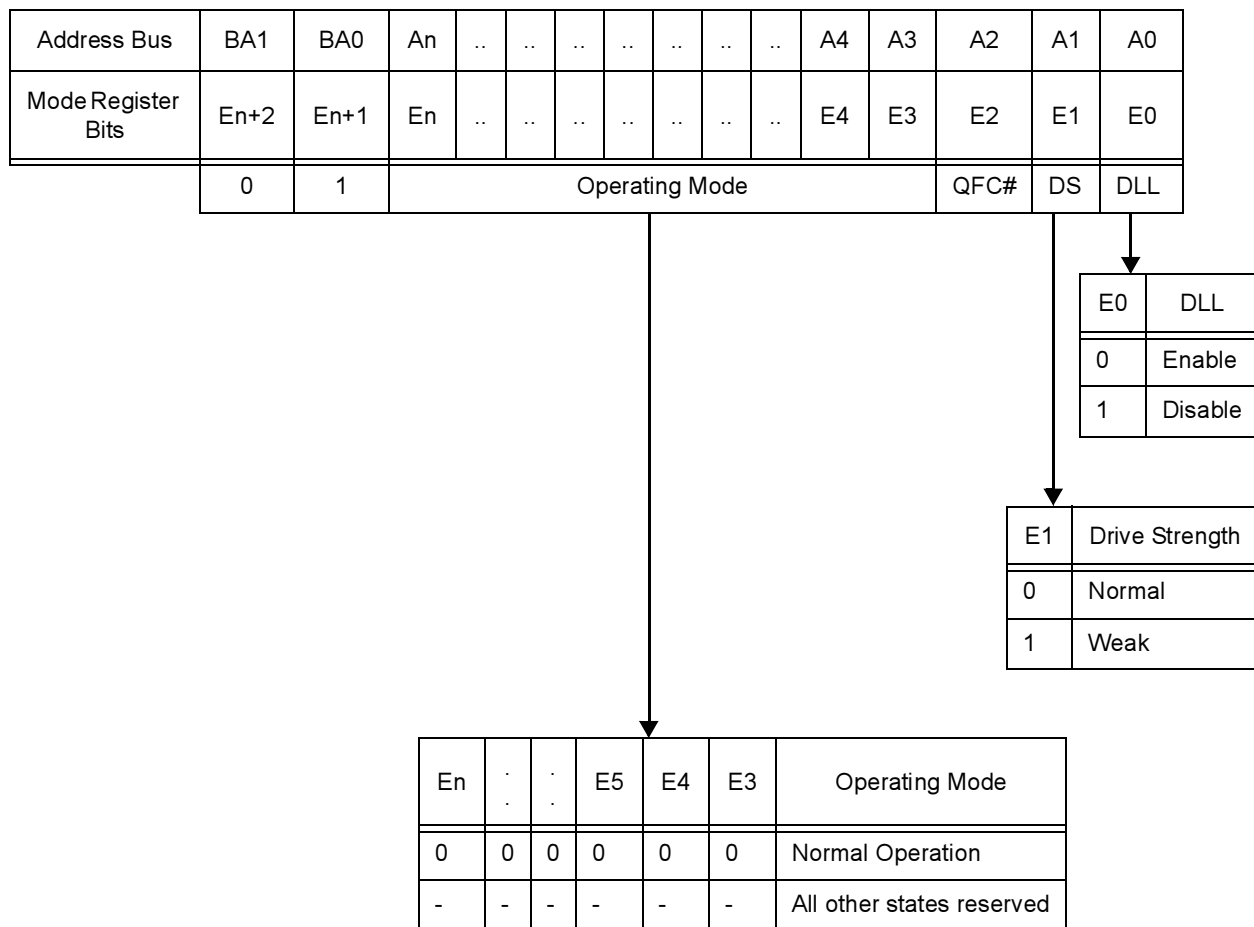 Address Bus BA1 BA0 An .. .. .. .. .. .. .. A4 A3 A2 A1 A0
Mode Register
Bits En+2 En+1 En .. .. .. .. .. .. .. E4 E3 E2 E1 E0
0 1 Operating Mode QFC# DS DLL
E0 DLL
0 Enable
1 Disable
E1 Drive Strength
0 Normal
1 Weak
En : : E5 E4 E3 Operating Mode
0 0 0 0 0 0 Normal Operation
- - - - - - All other states reserved